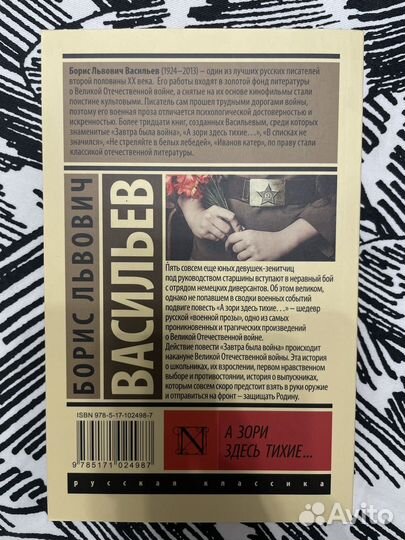 Борис Львович Васильев (1924–2013) – один из лучших русских писателей
второй половины XX века. Его работы входят в золотой фонд литературы
о Великой Отечественной войне, а снятые на их основе кинофильмы стали
поистине культовыми. Писатель сам прошел трудными дорогами войны,
поэтому его военная проза отличается психологической достоверностью и
искренностью. Более тридцати книг, созданных Васильевым, среди которых
знаменитые «Завтра была война», «А зори здесь тихие...», «В списках не
значился», «Не стреляйте в белых лебедей», «Иванов катер», по праву стали
классикой отечественной литературы.
БОРИС ЛЬВОВИЧ
ВАСИЛЬЕВ
Пять совсем еще юных девушек-зенитчиц
под руководством старшины вступают в неравный бой
с отрядом немецких диверсантов. Об этом великом,
однако не попавшем в сводки военных событий
подвиге повесть «А зори здесь тихие...» – шедевр
русской «военной прозы», одно из самых
проникновенных и трагических произведений
о Великой Отечественной войне.
Действие повести «Завтра была война» происходит
накануне Великой Отечественной войны. Эта история
о школьниках, их взрослении, первом нравственном
выборе и противостоянии, история о выпускниках,
которым совсем скоро предстоит взять в руки оружие
и отправиться на фронт – защищать Родину.
ISBN 978-5-17-102498-7
9 785171 024987
N
А ЗОРИ
ЗДЕСЬ ТИХИЕ...
русская классика
Avito